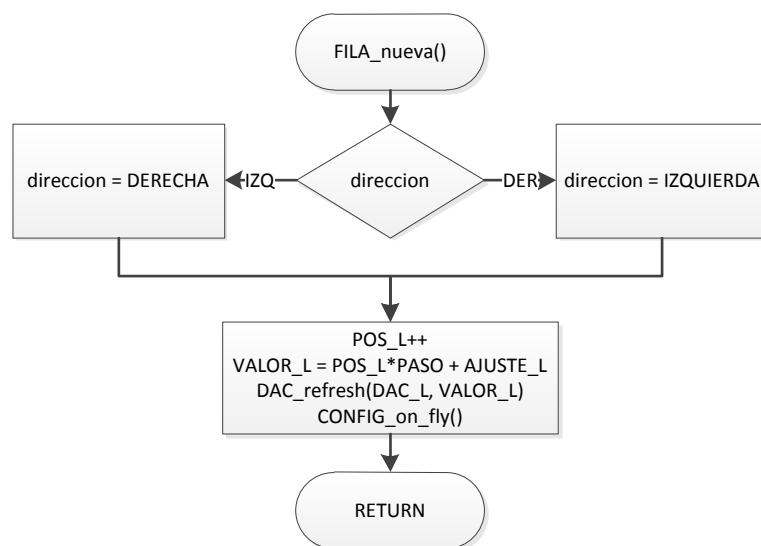 FILA_nueva()
direccion = DERECHA
IZQ
direccion
DER
direccion = IZQUIERDA
POS_L++
VALOR_L = POS_L*PASO + AJUSTE_L
DAC_refresh(DAC_L, VALOR_L)
CONFIG_on_fly()
RETURN